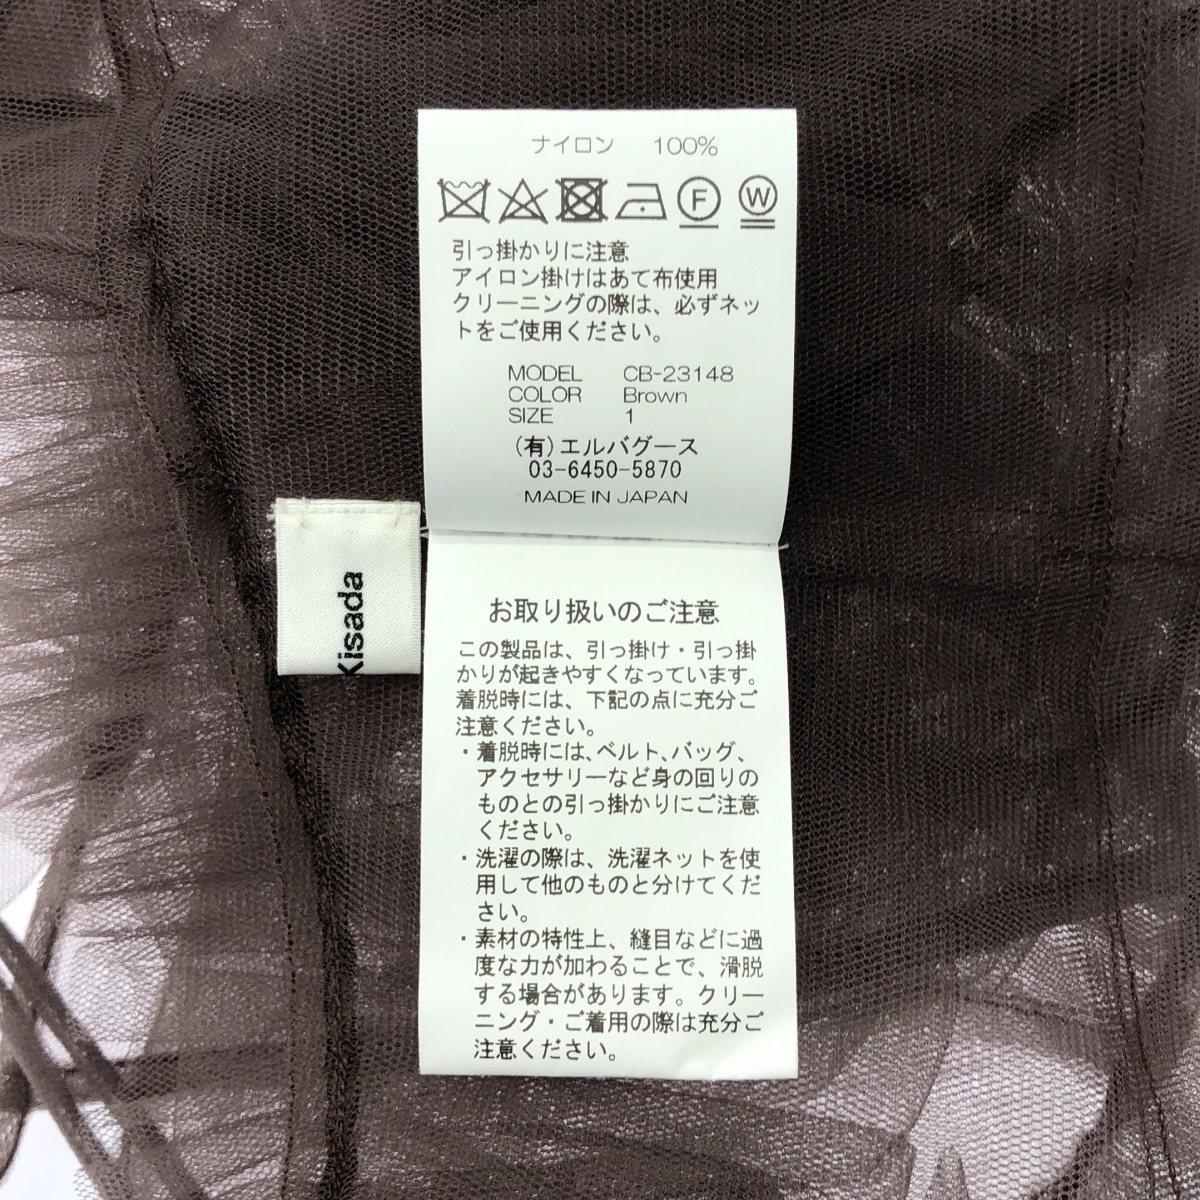 ナイロン 100%
F W
引っ掛かりに注意
アイロン掛けはあて布使用
クリーニングの際は、必ずネッ
トをご使用ください。
MODEL CB-23148
COLOR Brown
SIZE 1
(有)エルバグース
03-6450-5870
MADE IN JAPAN
Kisada
お取り扱いのご注意
この製品は、引っ掛け・引っ掛
かりが起きやすくなっています。
着脱時には、下記の点に充分ご
注意ください。
・着脱時には、ベルト、バッグ、
アクセサリーなど身の回りの
ものとの引っ掛かりにご注意
ください。
・洗濯の際は、洗濯ネットを使
用して他のものと分けてくだ
さい。
・素材の特性上、縫目などに過
度な力が加わることで、滑脱
する場合があります。クリー
ニング・ご着用の際は充分ご
注意ください。